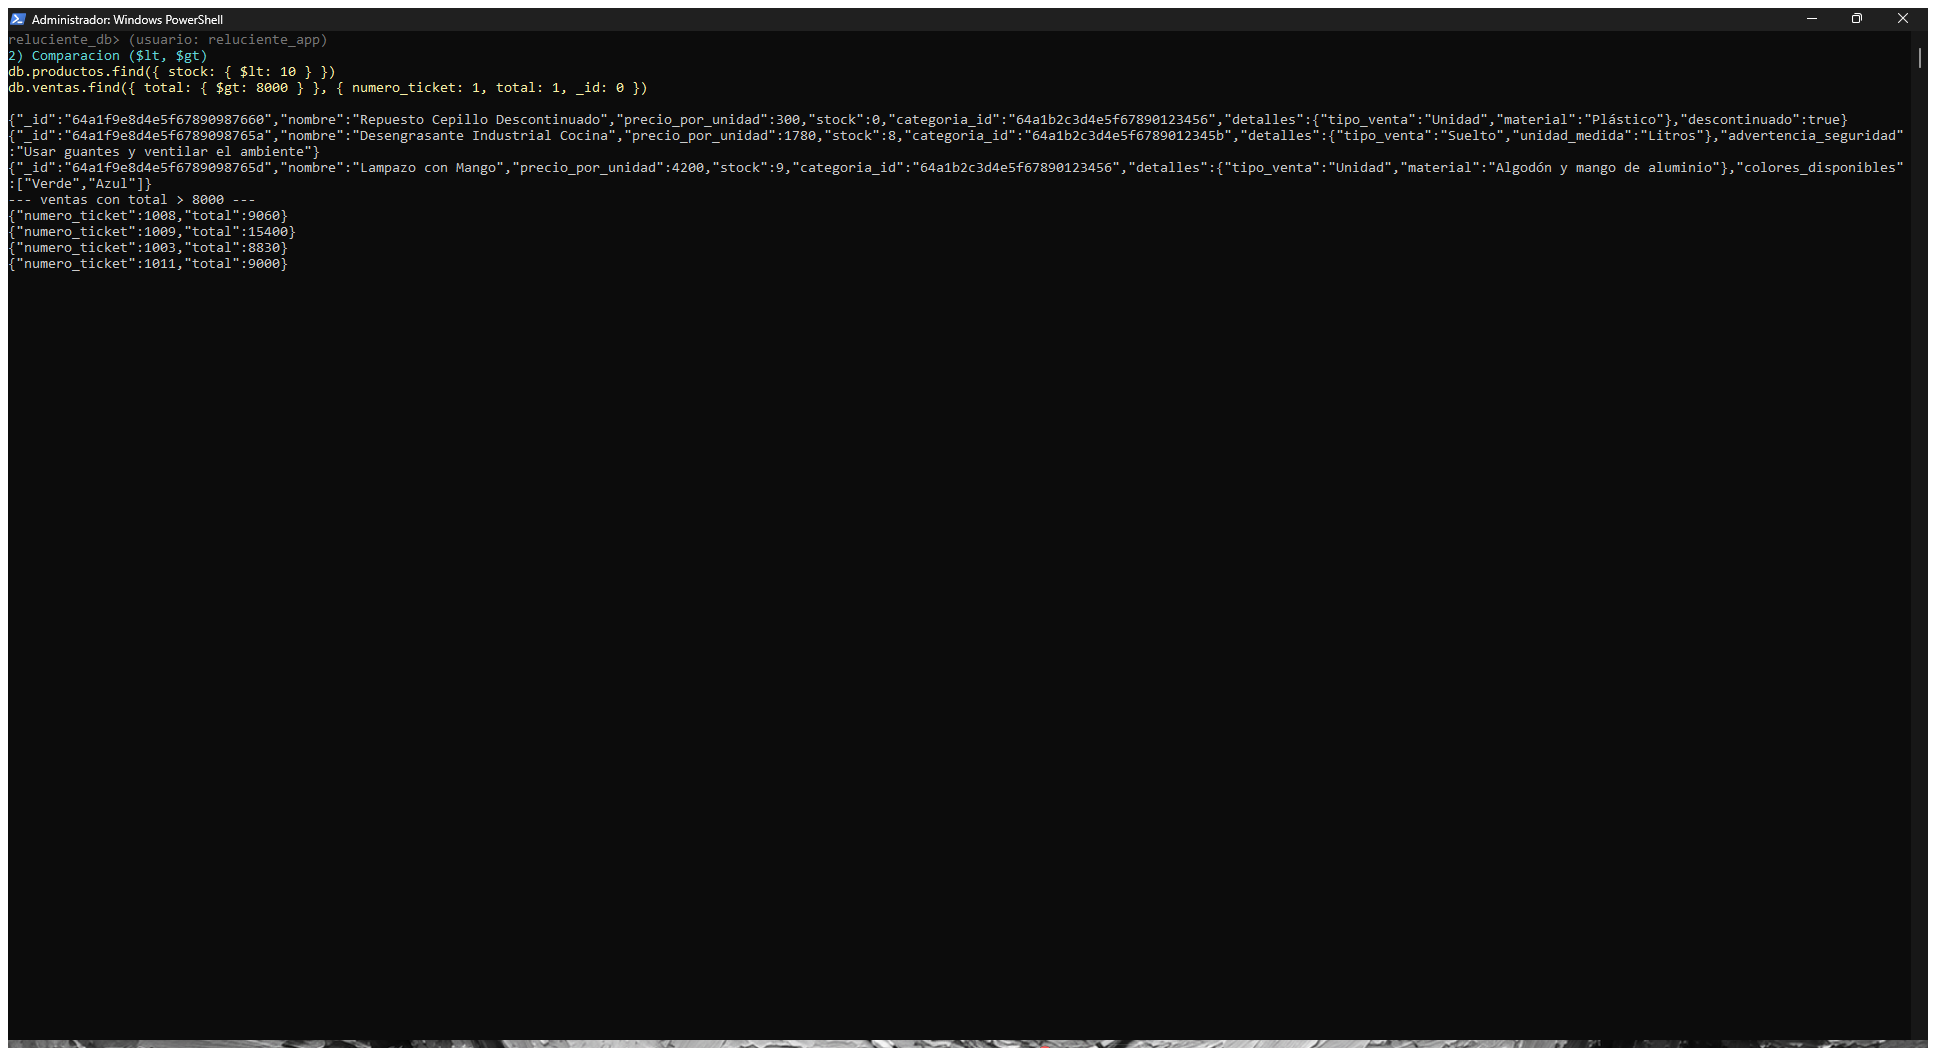 Administrador: Windows PowerShell
reluciente_db> (usuario: reluciente_app)
2) Comparacion ($lt, $gt)
db.productos.find({ stock: { $lt: 10 } })
db.ventas.find({ total: { $gt: 8000 } }, { numero_ticket: 1, total: 1, _id: 0 })
{"_id":"64a1f9e8d4e5f67890987660","nombre":"Repuesto Cepillo Descontinuado","precio_por_unidad":300,"stock":0,"categoria_id":"64a1b2c3d4e5f67890123456","detalles":{"tipo_venta":"Unidad","material":"Plástico"},"descontinuado":true}
{"_id":"64a1f9e8d4e5f6789098765a","nombre":"Desengrasante Industrial Cocina","precio_por_unidad":1780,"stock":8,"categoria_id":"64a1b2c3d4e5f6789012345b","detalles":{"tipo_venta":"Suelto","unidad_medida":"Litros"},"advertencia_seguridad"
:"Usar guantes y ventilar el ambiente"}
{"_id":"64a1f9e8d4e5f6789098765d","nombre":"Lampazo con Mango","precio_por_unidad":4200,"stock":9,"categoria_id":"64a1b2c3d4e5f67890123456","detalles":{"tipo_venta":"Unidad","material":"Algodón y mango de aluminio"},"colores_disponibles"
:["Verde","Azul"]}
--- ventas con total > 8000 ---
{"numero_ticket":1008,"total":9060}
{"numero_ticket":1009,"total":15400}
{"numero_ticket":1003,"total":8830}
{"numero_ticket":1011,"total":9000}